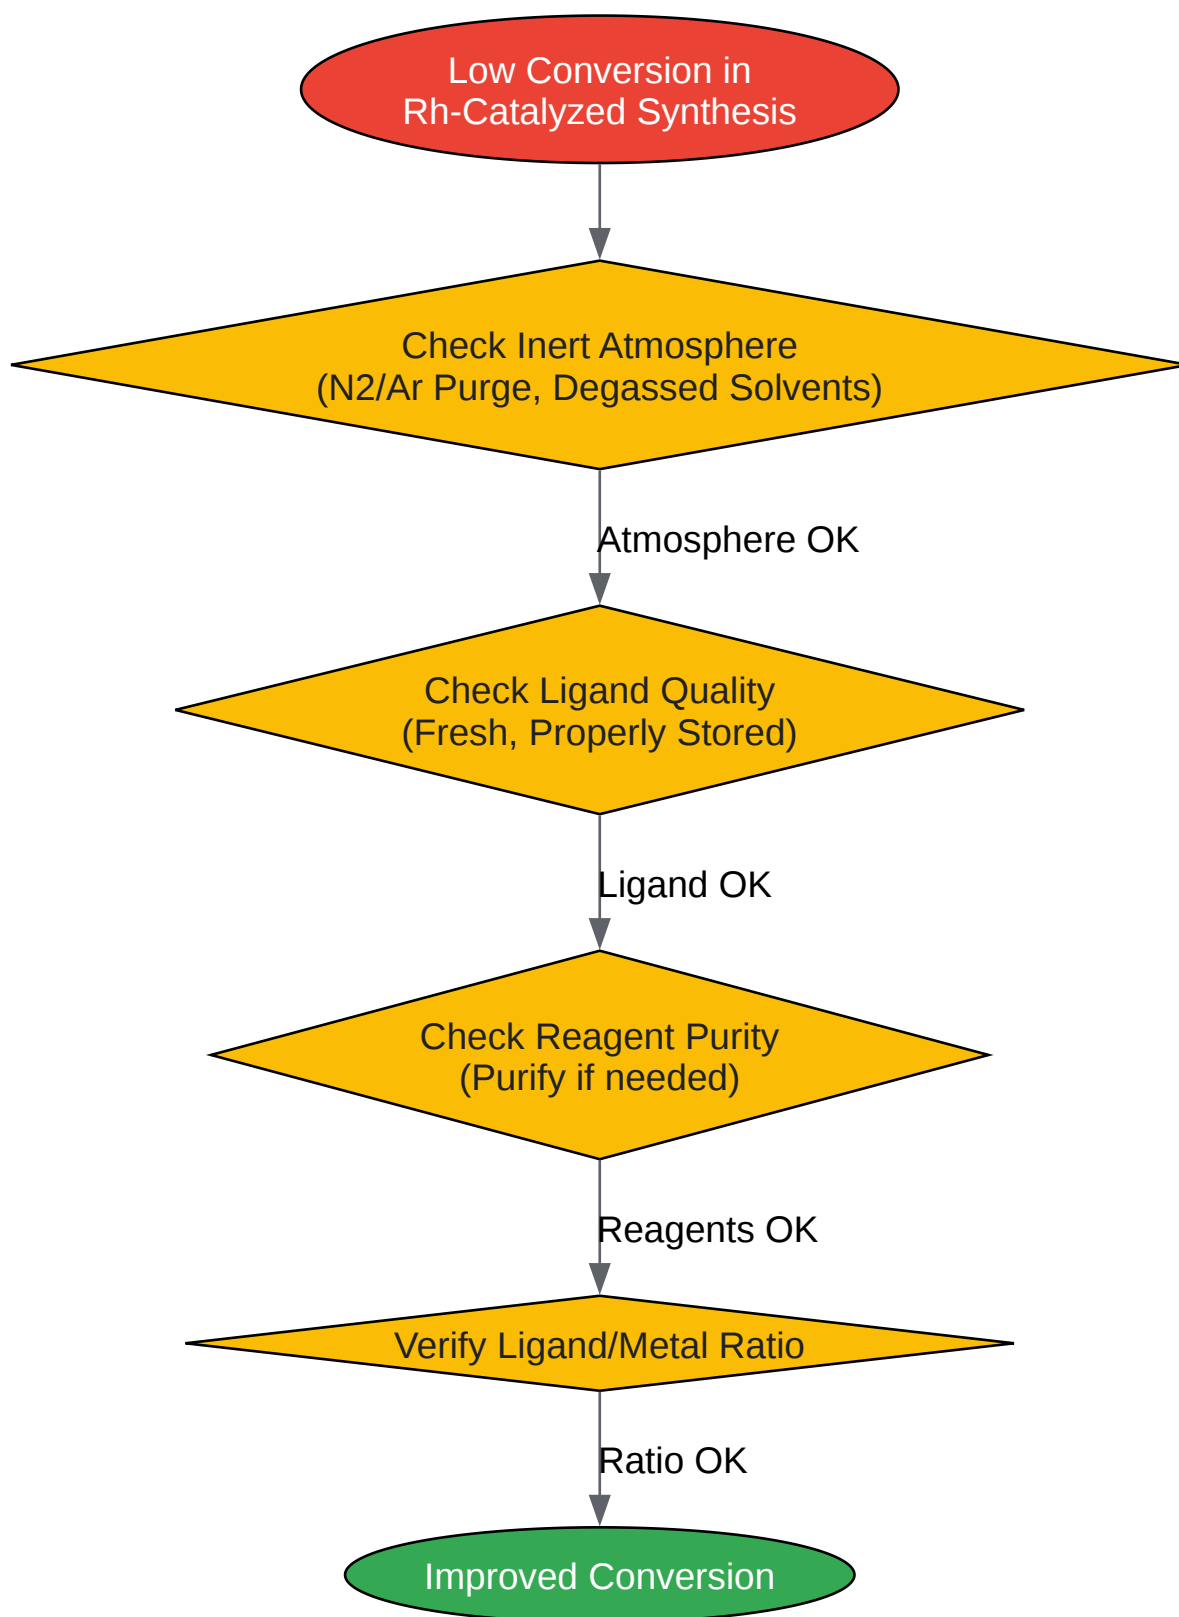 Low Conversion in
Rh-Catalyzed Synthesis
Check Inert Atmosphere
(N2/Ar Purge, Degassed Solvents)
Atmosphere OK
Check Ligand Quality
(Fresh, Properly Stored)
Ligand OK
Check Reagent Purity
(Purify if needed)
Reagents OK
Verify Ligand/Metal Ratio
Ratio OK
Improved Conversion